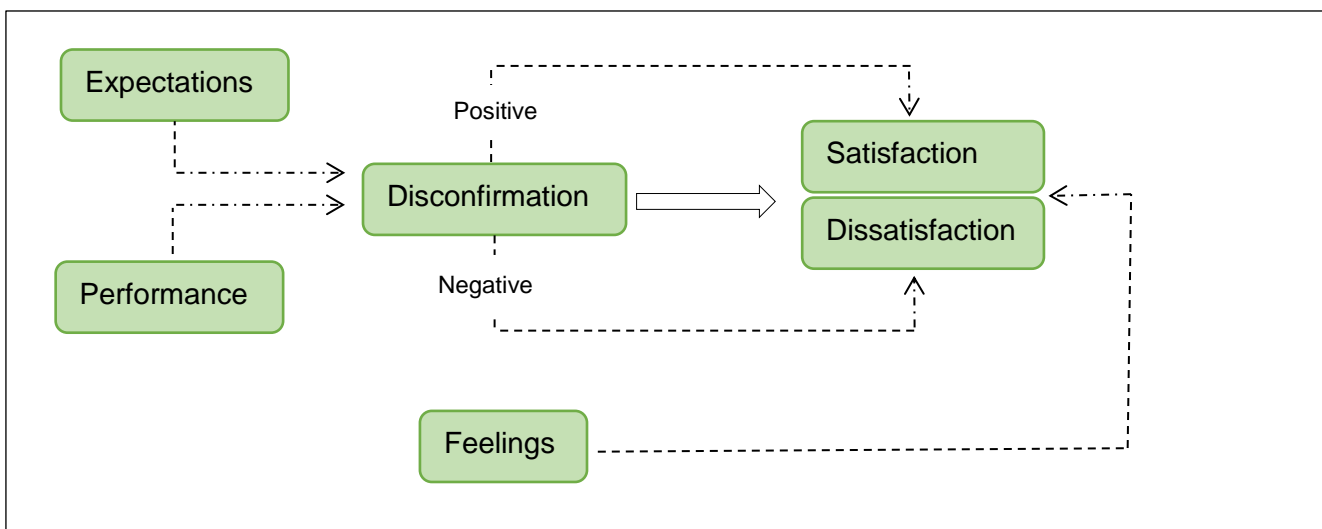 Expectations
Positive
Satisfaction
Disconfirmation
Dissatisfaction
Performance
Negative
Feelings